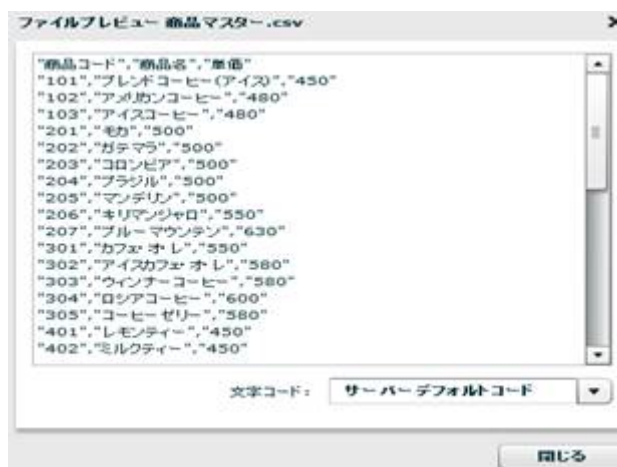 ファイルプレビュー 商品マスター.csv
"商品コード","商品名","単価"
"101","ブレンドコーヒー(アイス)","450"
"102","アメリカンコーヒー","480"
"103","アイスコーヒー","480"
"201","モカ","500"
"202","ガテマラ","500"
"203","コロンビア","500"
"204","ブラジル","500"
"205","マンデリン","500"
"206","キリマンジャロ","550"
"207","ブルーマウンテン","630"
"301","カフェ・オ・レ","550"
"302","アイスカフェ・オ・レ","580"
"303","ウィンナーコーヒー","580"
"304","ロシアコーヒー","600"
"305","コーヒーゼリー","580"
"401","レモンティー","450"
"402","ミルクティー","450"
文字コード: サーバーデフォルトコード
閉じる